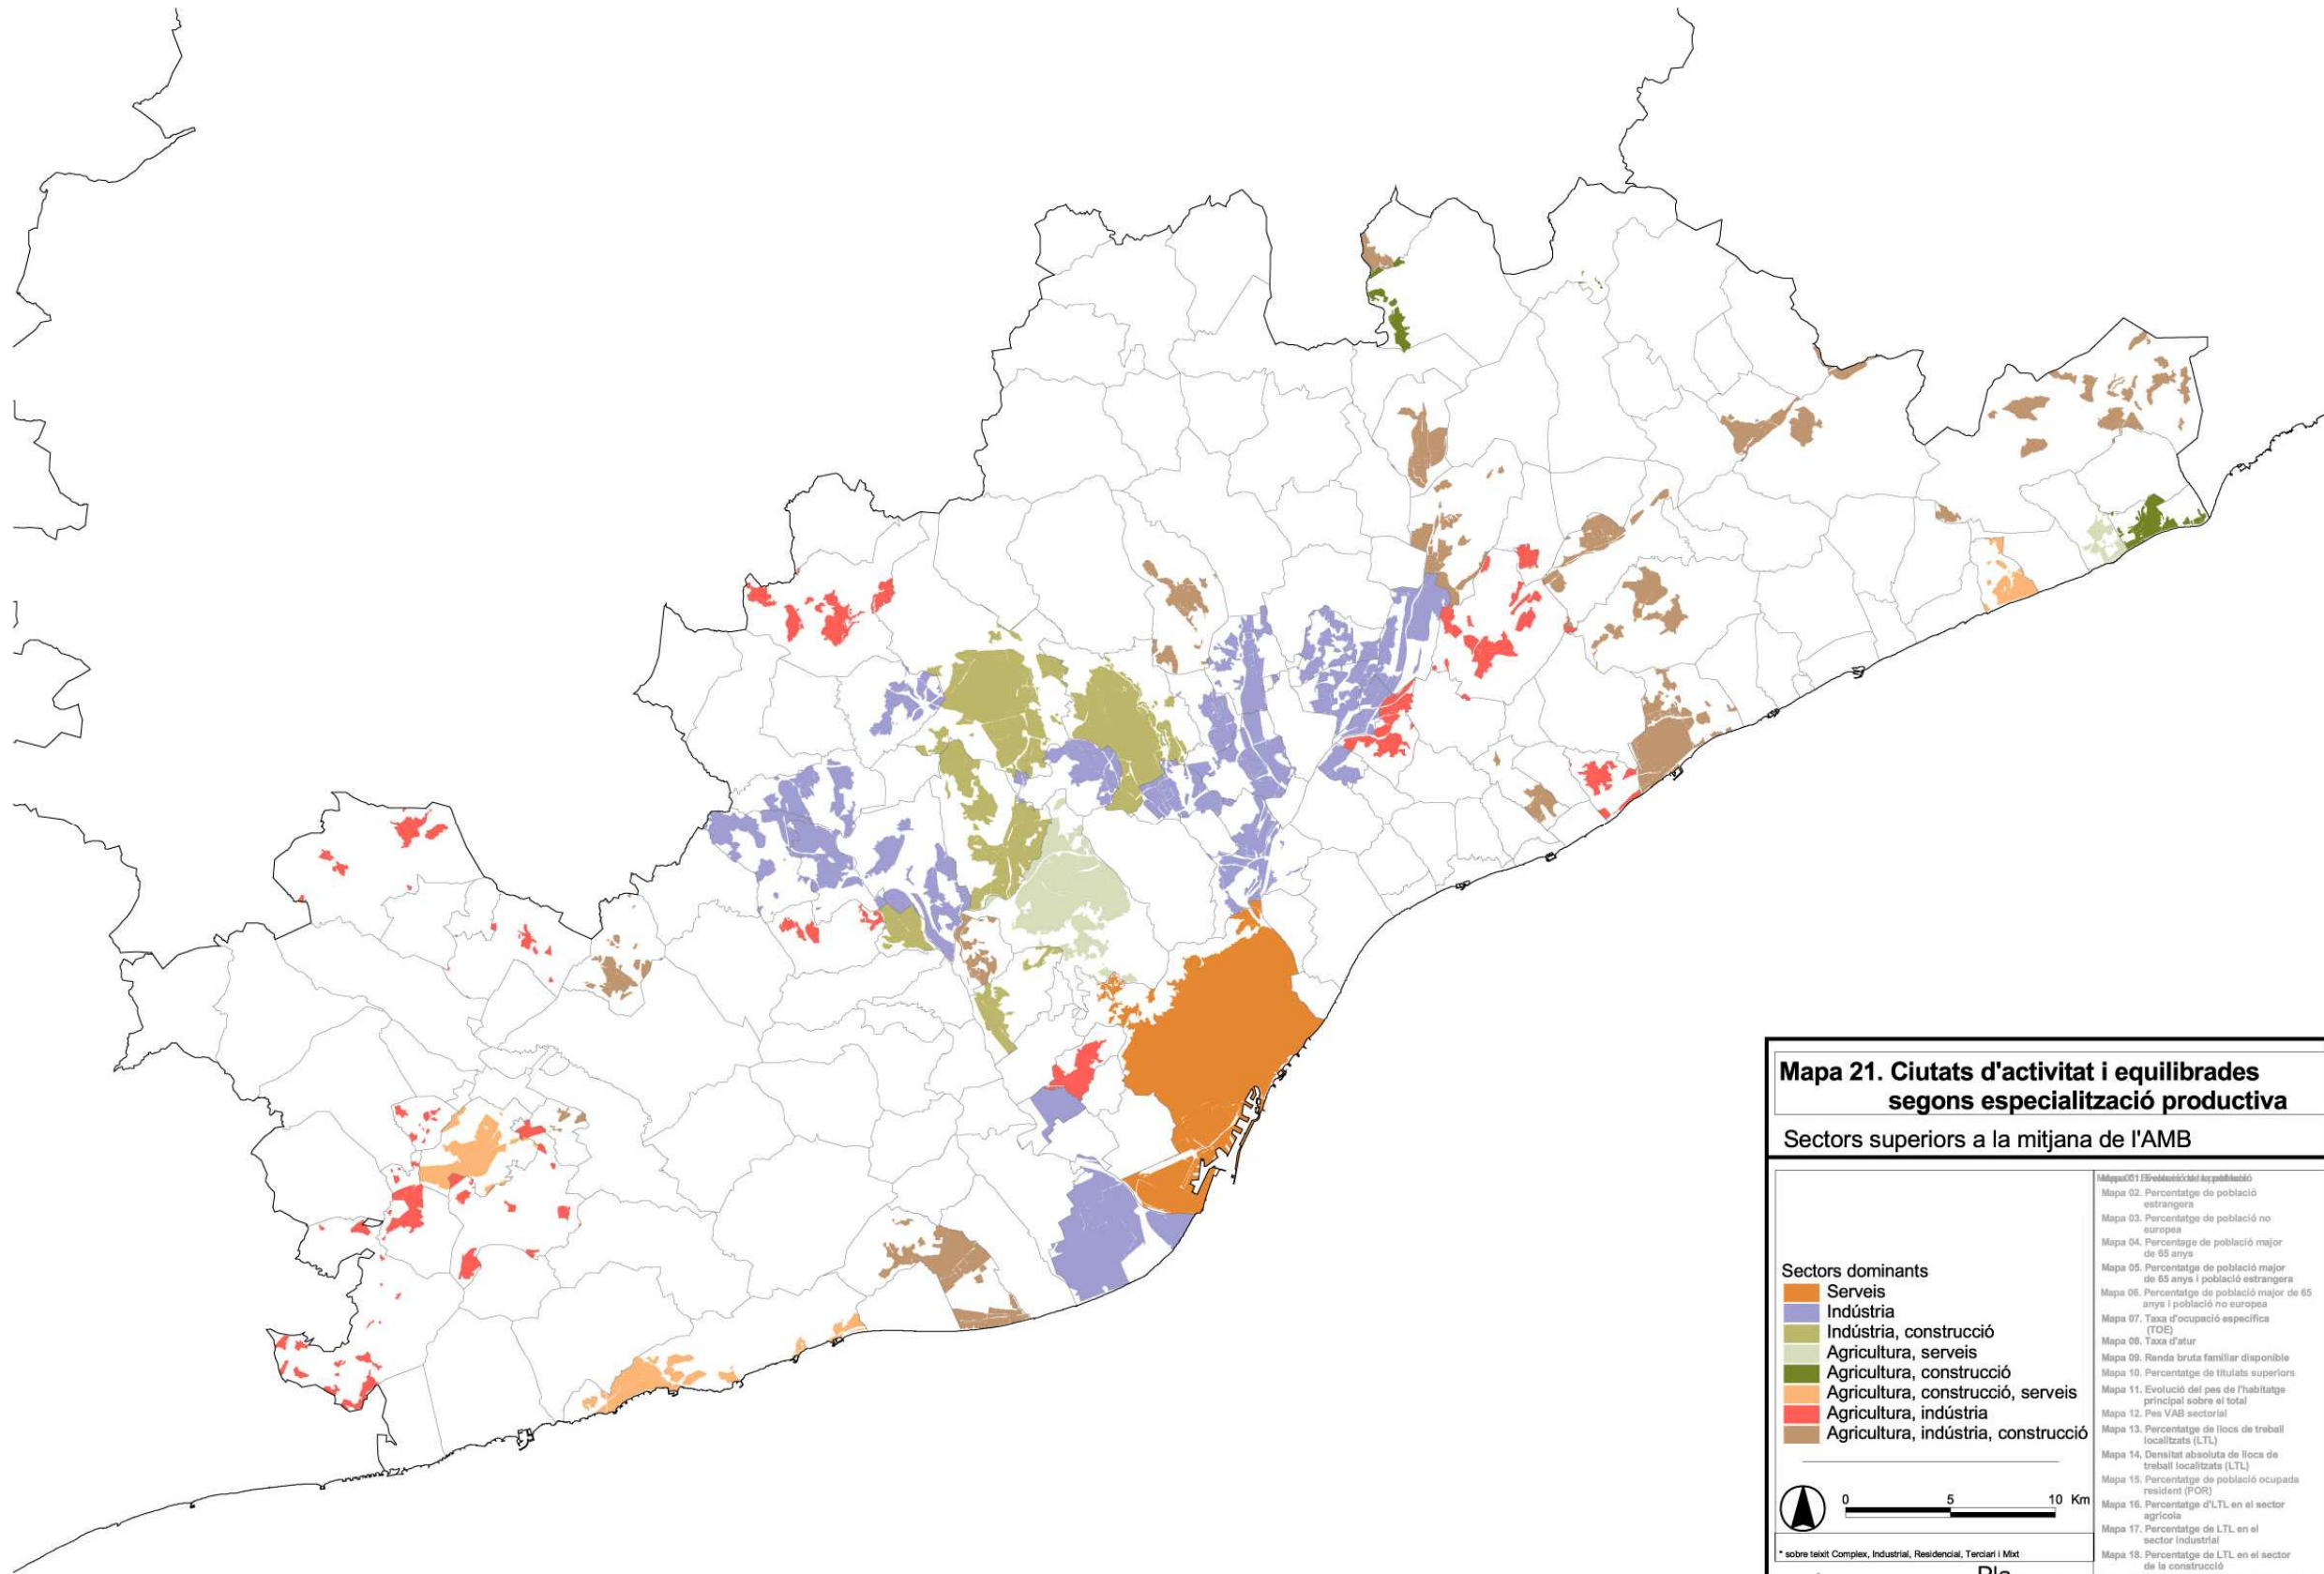 Mapa 21. Ciutats d'activitat i equilibrades
segons especialització productiva
Sectors superiors a la mitjana de l'AMB
Sectors dominants
Serveis
Indústria
Indústria, construcció
Agricultura, serveis
Agricultura, construcció
Agricultura, construcció, serveis
Agricultura, indústria
Agricultura, indústria, construcció
0 5 10 Km
* sobre teixit Complex, Industrial, Residencial, Terciari i Mixt
Pla
Mapa 02. Percentatge de població
estrangera
Mapa 03. Percentatge de població no
europea
Mapa 04. Percentage de població major
de 65 anys
Mapa 05. Percentatge de població major
de 65 anys i població estrangera
Mapa 06. Percentatge de població major de 65
anys i població no europea
Mapa 07. Taxa d'ocupació específica
(TOE)
Mapa 08. Taxa d'atur
Mapa 09. Renda bruta familiar disponible
Mapa 10. Percentatge de titulats superiors
Mapa 11. Evolució del pes de l'habitatge
principal sobre el total
Mapa 12. Pes VAB sectorial
Mapa 13. Percentatge de llocs de treball
localitzats (LTL)
Mapa 14. Densitat absoluta de llocs de
treball localitzats (LTL)
Mapa 15. Percentatge de població ocupada
resident (POR)
Mapa 16. Percentatge d'LTL en el sector
agrícola
Mapa 17. Percentatge de LTL en el
sector industrial
Mapa 18. Percentatge de LTL en el sector
de la construcció